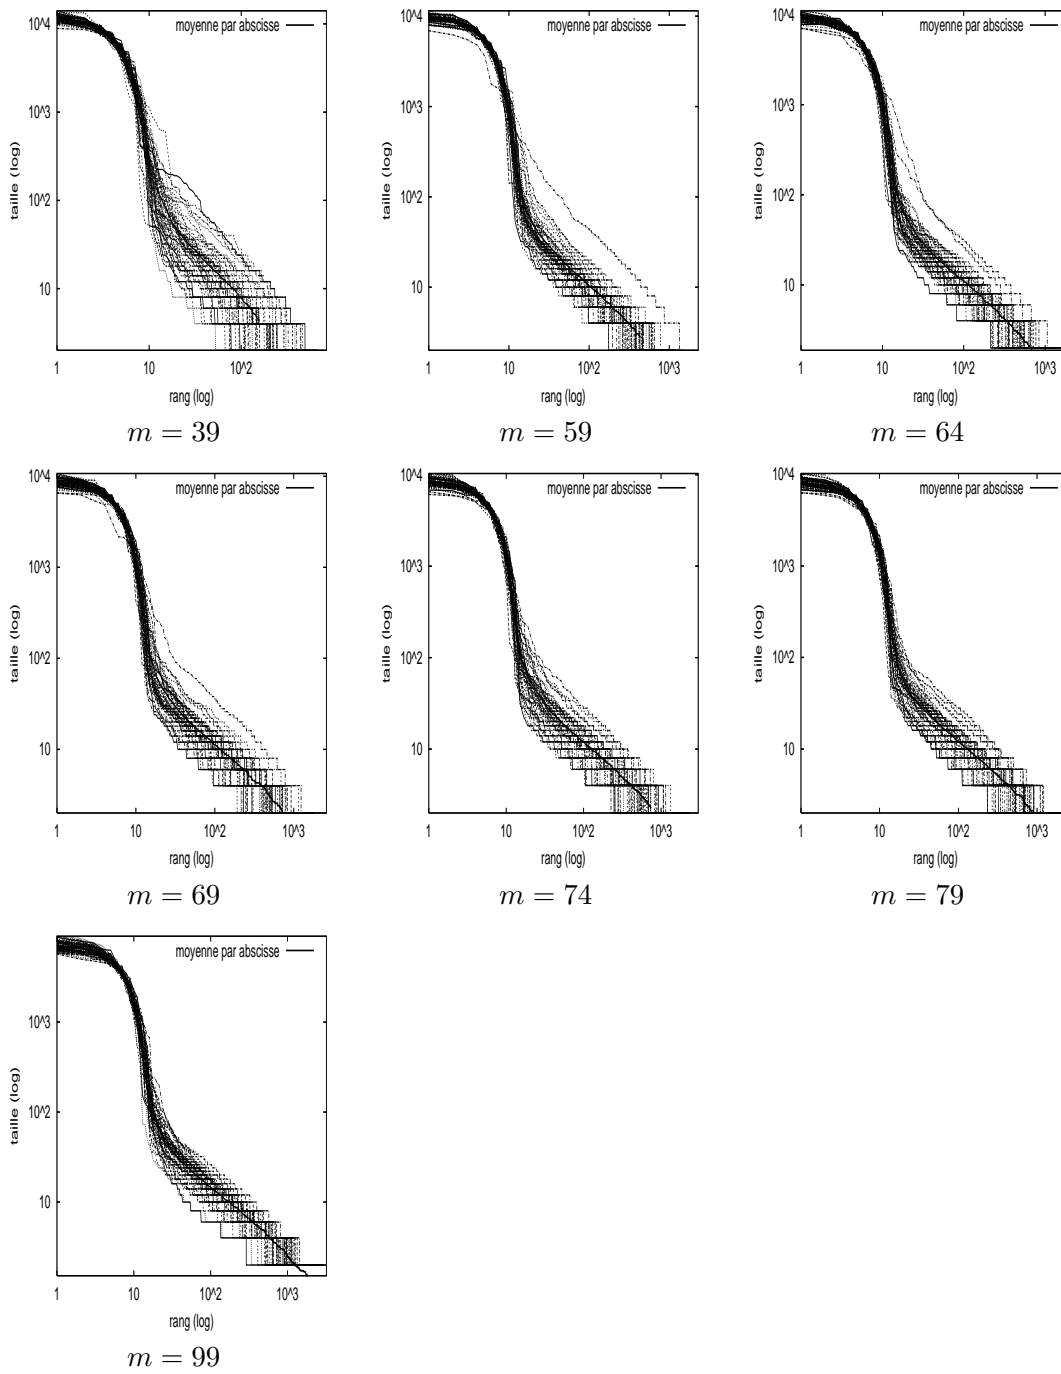 10^4
moyenne par abscisse
10^3
taille (log)
10^2
10
1 10 10^2
rang (log)
m = 39
10^4
moyenne par abscisse
10^3
taille (log)
10^2
10
1 10 10^2 10^3
rang (log)
m = 59
10^4
moyenne par abscisse
10^3
taille (log)
10^2
10
1 10 10^2 10^3
rang (log)
m = 64
10^4
moyenne par abscisse
10^3
taille (log)
10^2
10
1 10 10^2 10^3
rang (log)
m = 69
10^4
moyenne par abscisse
10^3
taille (log)
10^2
10
1 10 10^2 10^3
rang (log)
m = 74
10^4
moyenne par abscisse
10^3
taille (log)
10^2
10
1 10 10^2 10^3
rang (log)
m = 79
moyenne par abscisse
10^3
taille (log)
10^2
10
1 10 10^2 10^3
rang (log)
m = 99